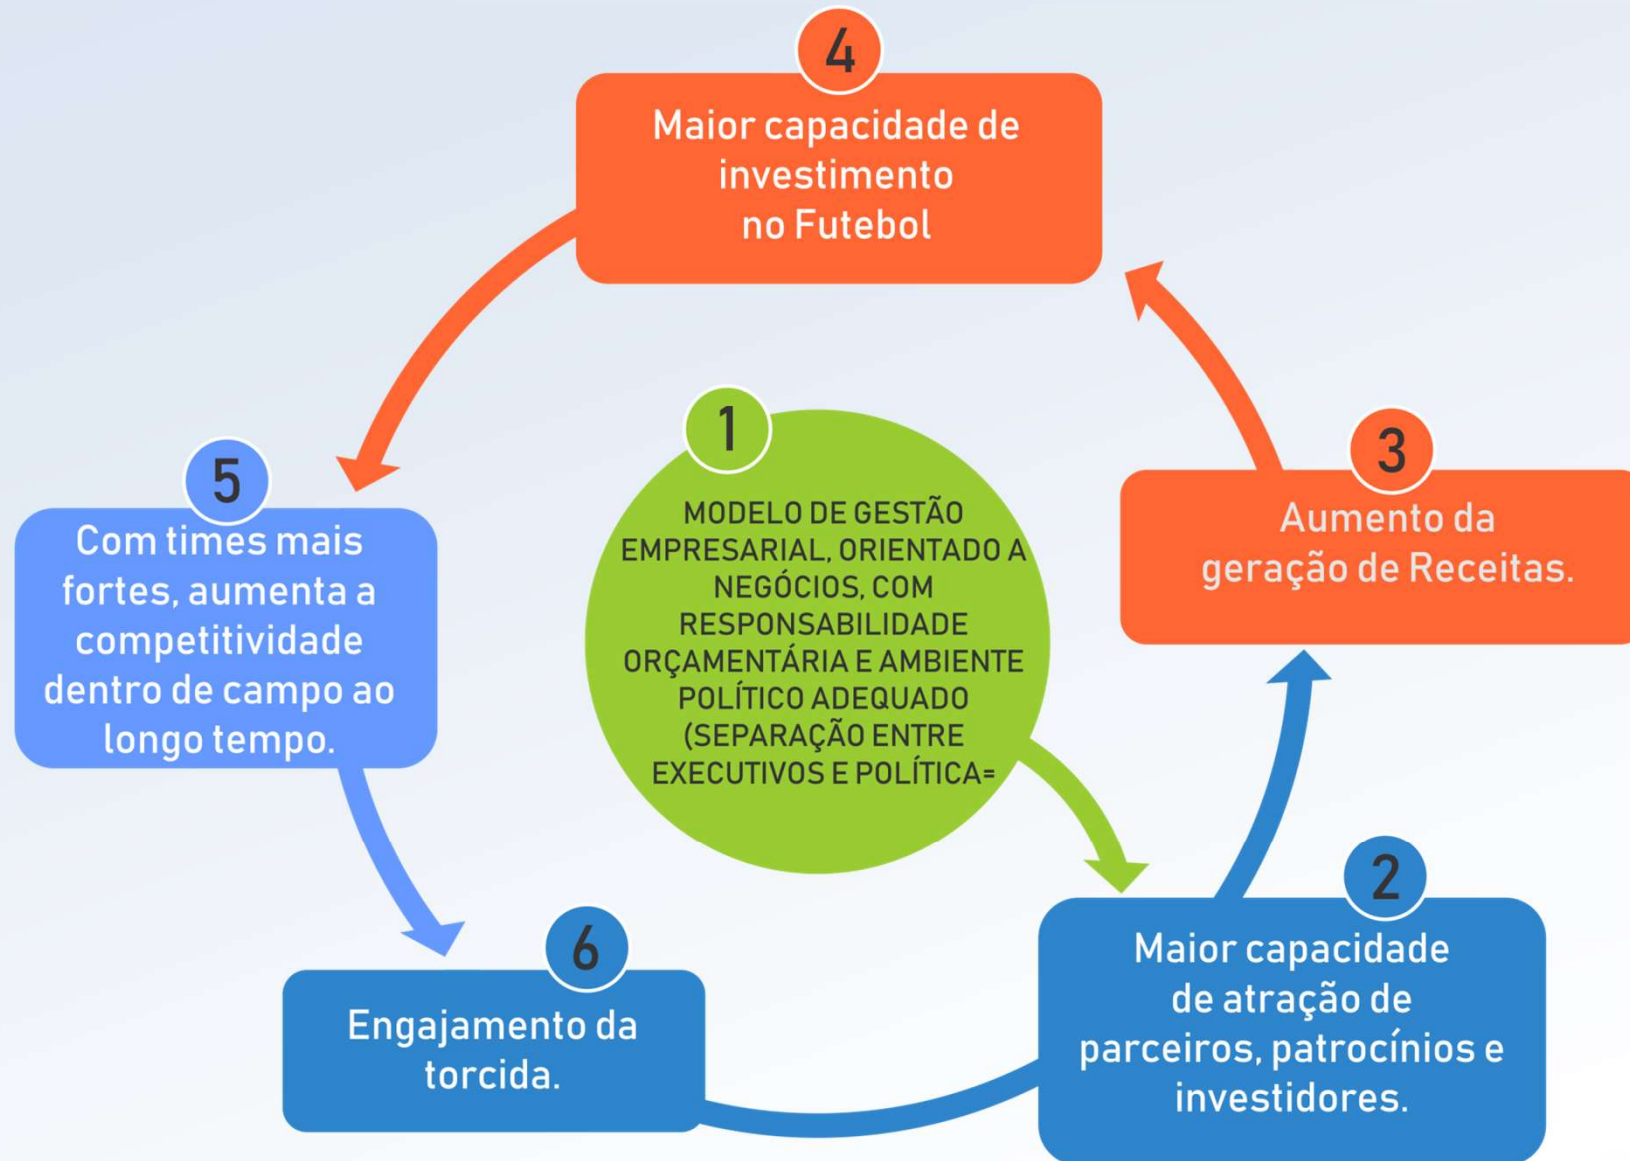 1
MODELO DE GESTÃO
EMPRESARIAL, ORIENTADO A
NEGÓCIOS, COM
RESPONSABILIDADE
ORÇAMENTÁRIA E AMBIENTE
POLÍTICO ADEQUADO
(SEPARAÇÃO ENTRE
EXECUTIVOS E POLÍTICA=
2
Maior capacidade
de atração de
parceiros, patrocínios e
investidores.
3
Aumento da
geração de Receitas.
4
Maior capacidade de
investimento
no Futebol
5
Com times mais
fortes, aumenta a
competitividade
dentro de campo ao
longo tempo.
6
Engajamento da
torcida.